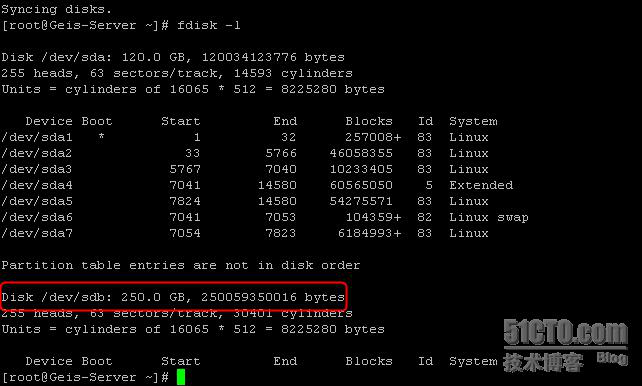 Syncing disks.
[root@Geis-Server ~]# fdisk -l
Disk /dev/sda: 120.0 GB, 120034123776 bytes
255 heads, 63 sectors/track, 14593 cylinders
Units = cylinders of 16065 * 512 = 8225280 bytes
Device Boot Start End Blocks Id System
/dev/sda1 * 1 32 257008+ 83 Linux
/dev/sda2 33 5766 46058355 83 Linux
/dev/sda3 5767 7040 10233405 83 Linux
/dev/sda4 7041 14580 60565050 5 Extended
/dev/sda5 7824 14580 54275571 83 Linux
/dev/sda6 7041 7053 104359+ 82 Linux swap
/dev/sda7 7054 7823 6184993+ 83 Linux
Partition table entries are not in disk order
Disk /dev/sdb: 250.0 GB, 250059350016 bytes
255 heads, 63 sectors/track, 30401 cylinders
Units = cylinders of 16065 * 512 = 8225280 bytes
Device Boot Start End Blocks Id System
[root@Geis-Server ~]#
51CTO.com
技术博客 Blog